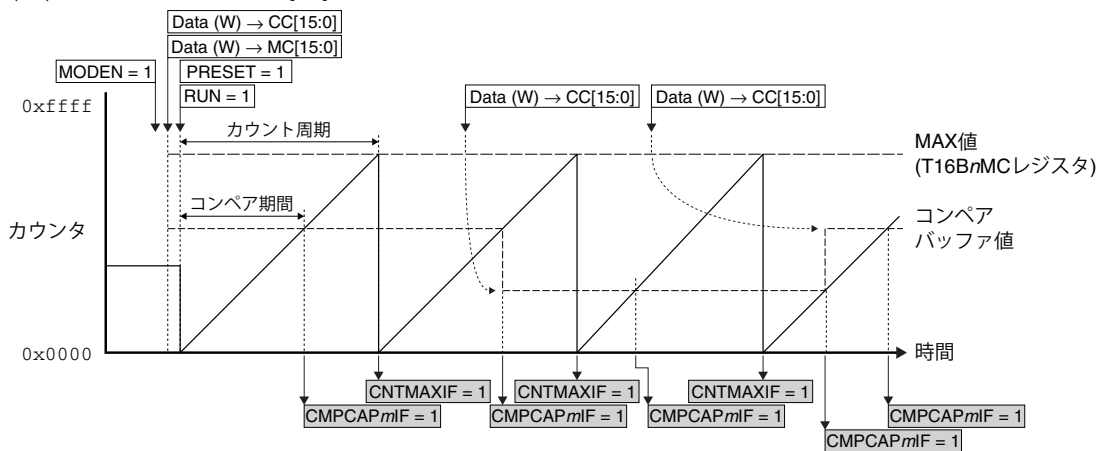 Data (W) → CC[15:0]
Data (W) → MC[15:0]
MODEN = 1
PRESET = 1
RUN = 1
Data (W) → CC[15:0]
Data (W) → CC[15:0]
0xffff
カウント周期
MAX値
(T16BnMCレジスタ)
コンペア期間
コンペア
バッファ値
カウンタ
0x0000
時間
CNTMAXIF = 1
CNTMAXIF = 1
CNTMAXIF = 1
CMPCAPmIF = 1
CMPCAPmIF = 1
CMPCAPmIF = 1
CMPCAPmIF = 1
CMPCAPmIF = 1